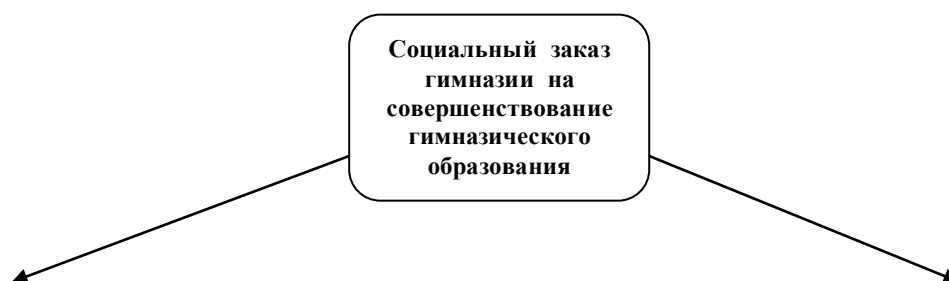 Социальный заказ
гимназии на
совершенствование
гимназического
образования